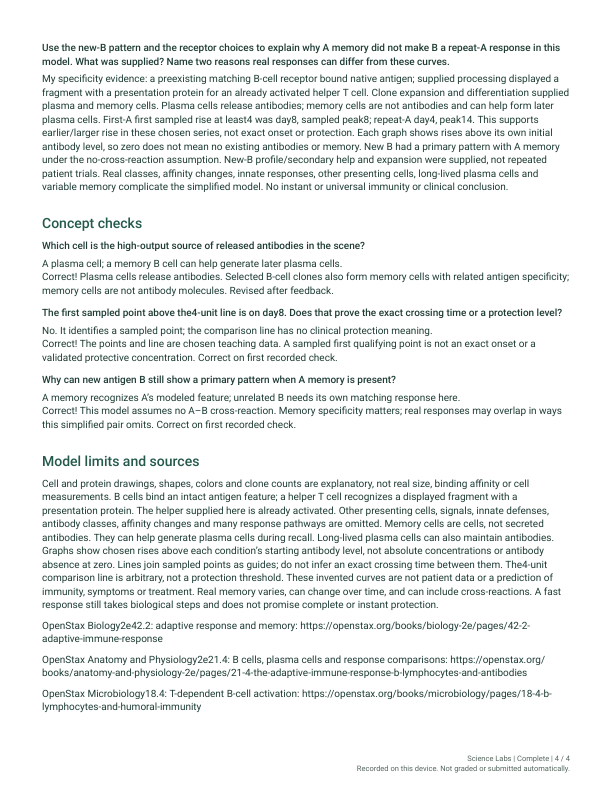 Use the new-B pattern and the receptor choices to explain why A memory did not make B a repeat-A response in this
model. What was supplied? Name two reasons real responses can differ from these curves.
My specificity evidence: a preexisting matching B-cell receptor bound native antigen; supplied processing displayed a
fragment with a presentation protein for an already activated helper T cell. Clone expansion and differentiation supplied
plasma and memory cells. Plasma cells release antibodies; memory cells are not antibodies and can help form later
plasma cells. First-A first sampled rise at least4 was day8, sampled peak8; repeat-A day4, peak14. This supports
earlier/larger rise in these chosen series, not exact onset or protection. Each graph shows rises above its own initial
antibody level, so zero does not mean no existing antibodies or memory. New B had a primary pattern with A memory
under the no-cross-reaction assumption. New-B profile/secondary help and expansion were supplied, not repeated
patient trials. Real classes, affinity changes, innate responses, other presenting cells, long-lived plasma cells and
variable memory complicate the simplified model. No instant or universal immunity or clinical conclusion.
Concept checks
Which cell is the high-output source of released antibodies in the scene?
A plasma cell; a memory B cell can help generate later plasma cells.
Correct! Plasma cells release antibodies. Selected B-cell clones also form memory cells with related antigen specificity;
memory cells are not antibody molecules. Revised after feedback.
The first sampled point above the4-unit line is on day8. Does that prove the exact crossing time or a protection level?
No. It identifies a sampled point; the comparison line has no clinical protection meaning.
Correct! The points and line are chosen teaching data. A sampled first qualifying point is not an exact onset or a
validated protective concentration. Correct on first recorded check.
Why can new antigen B still show a primary pattern when A memory is present?
A memory recognizes A's modeled feature; unrelated B needs its own matching response here.
Correct! This model assumes no A–B cross-reaction. Memory specificity matters; real responses may overlap in ways
this simplified pair omits. Correct on first recorded check.
Model limits and sources
Cell and protein drawings, shapes, colors and clone counts are explanatory, not real size, binding affinity or cell
measurements. B cells bind an intact antigen feature; a helper T cell recognizes a displayed fragment with a
presentation protein. The helper supplied here is already activated. Other presenting cells, signals, innate defenses,
antibody classes, affinity changes and many response pathways are omitted. Memory cells are cells, not secreted
antibodies. They can help generate plasma cells during recall. Long-lived plasma cells can also maintain antibodies.
Graphs show chosen rises above each condition's starting antibody level, not absolute concentrations or antibody
absence at zero. Lines join sampled points as guides; do not infer an exact crossing time between them. The4-unit
comparison line is arbitrary, not a protection threshold. These invented curves are not patient data or a prediction of
immunity, symptoms or treatment. Real memory varies, can change over time, and can include cross-reactions. A fast
response still takes biological steps and does not promise complete or instant protection.
OpenStax Biology2e42.2: adaptive response and memory: https://openstax.org/books/biology-2e/pages/42-2-
adaptive-immune-response
OpenStax Anatomy and Physiology2e21.4: B cells, plasma cells and response comparisons: https://openstax.org/
books/anatomy-and-physiology-2e/pages/21-4-the-adaptive-immune-response-b-lymphocytes-and-antibodies
OpenStax Microbiology18.4: T-dependent B-cell activation: https://openstax.org/books/microbiology/pages/18-4-b-
lymphocytes-and-humoral-immunity
Science Labs | Complete | 4 / 4
Recorded on this device. Not graded or submitted automatically.